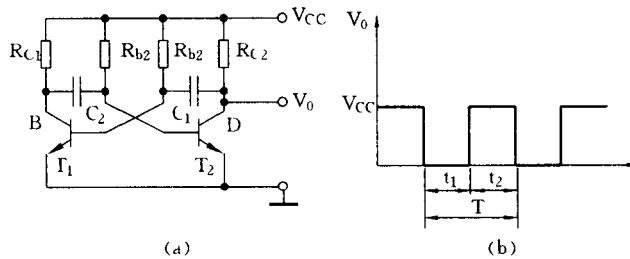 V_CC
R_C1 R_b2 R_b2 R_C2
C_2 C_1
V_0
B D
T_1 T_2
(a)
V_0
V_CC
t_1 t_2
T
(b)